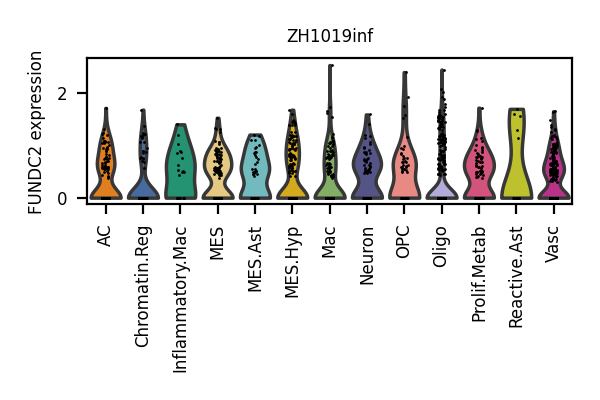 ZH1019inf
FUNDC2 expression
2
0
AC
Chromatin.Reg
Inflammatory.Mac
MES
MES.Ast
MES.Hyp
Mac
Neuron
OPC
Oligo
Prolif.Metab
Reactive.Ast
Vasc